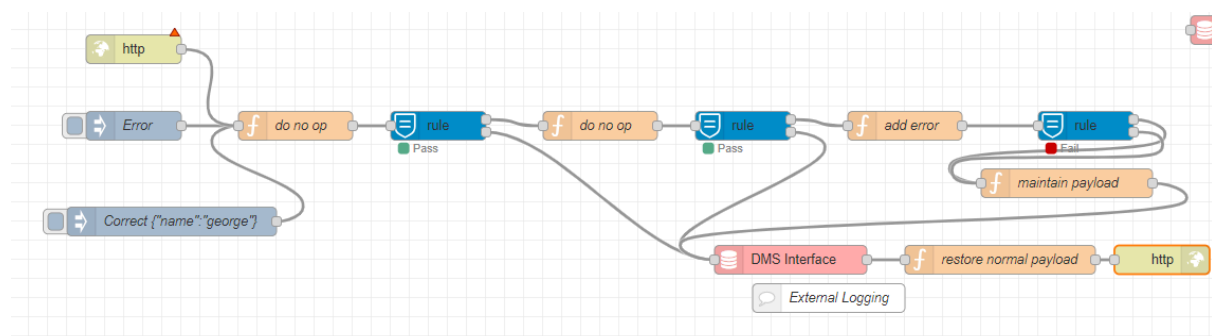 http
Error
do no op
rule
do no op
rule
add error
rule
Pass
Pass
Fail
maintain payload
Correct {"name":"george"}
DMS Interface
restore normal payload
http
External Logging